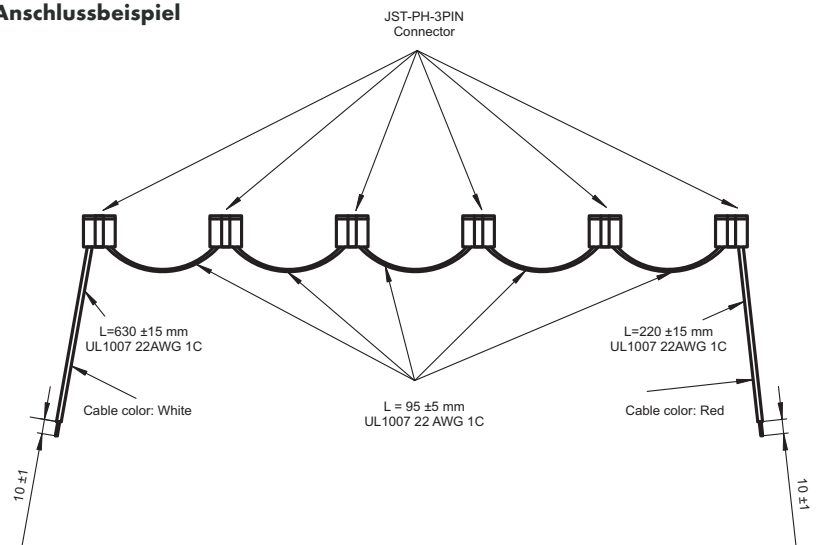 Anschlussbeispiel
JST-PH-3PIN
Connector
L=630 ±15 mm
UL1007 22AWG 1C
L=220 ±15 mm
UL1007 22AWG 1C
Cable color: White
L = 95 ±5 mm
UL1007 22 AWG 1C
Cable color: Red
10 ±1
10 ±1